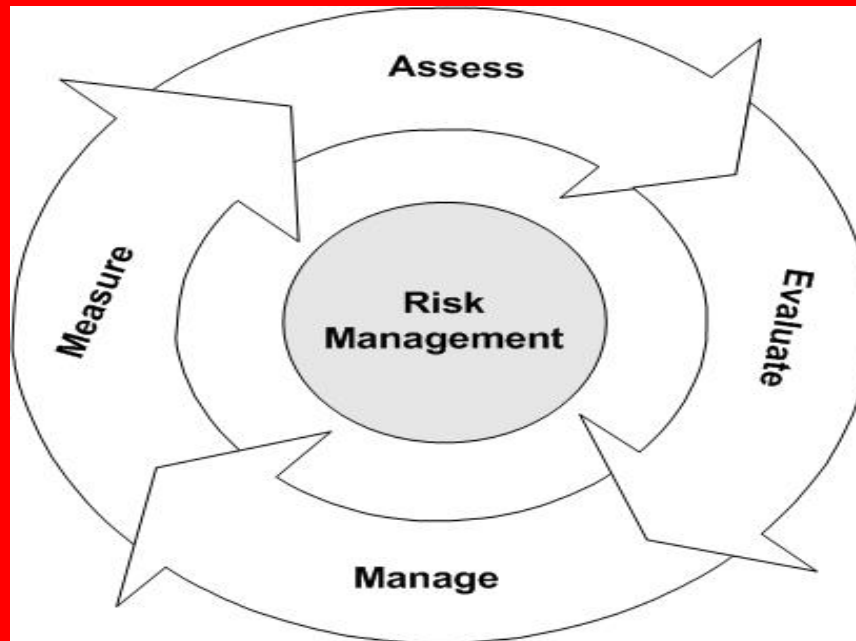 Assess
Evaluate
Manage
Measure
Risk
Management